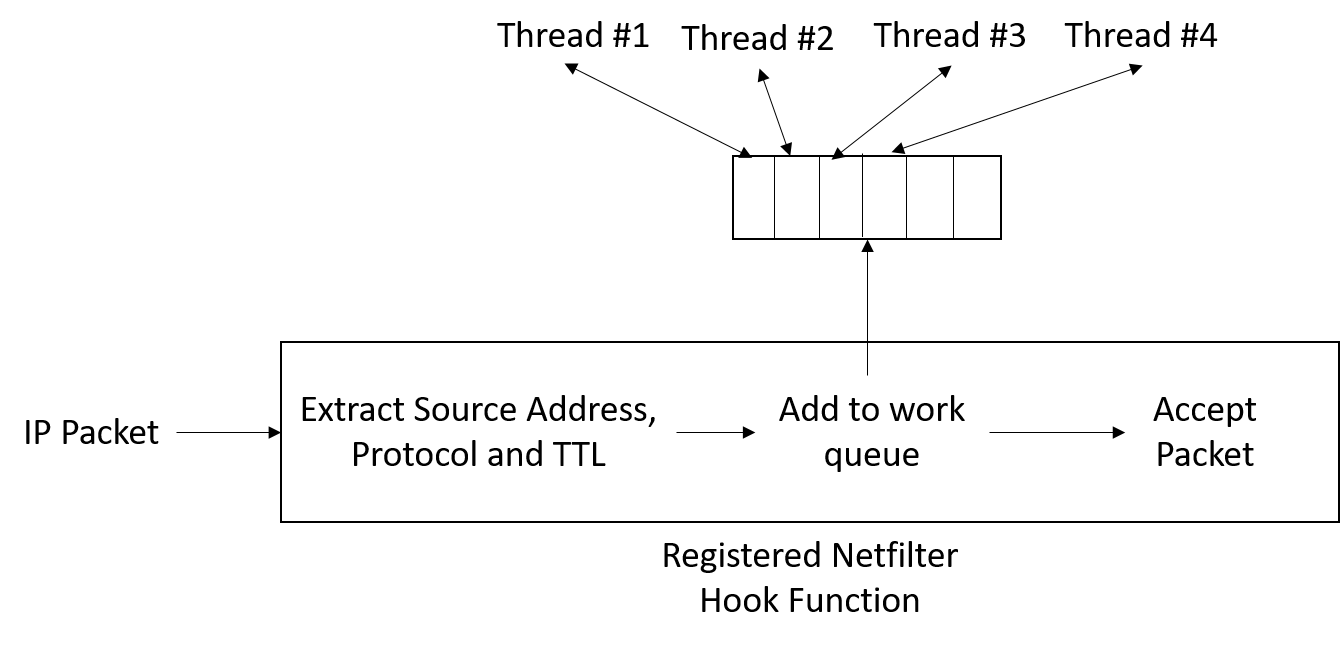 Thread #1
Thread #2
Thread #3
Thread #4
IP Packet
Extract Source Address,
Protocol and TTL
Add to work
queue
Accept
Packet
Registered Netfilter
Hook Function